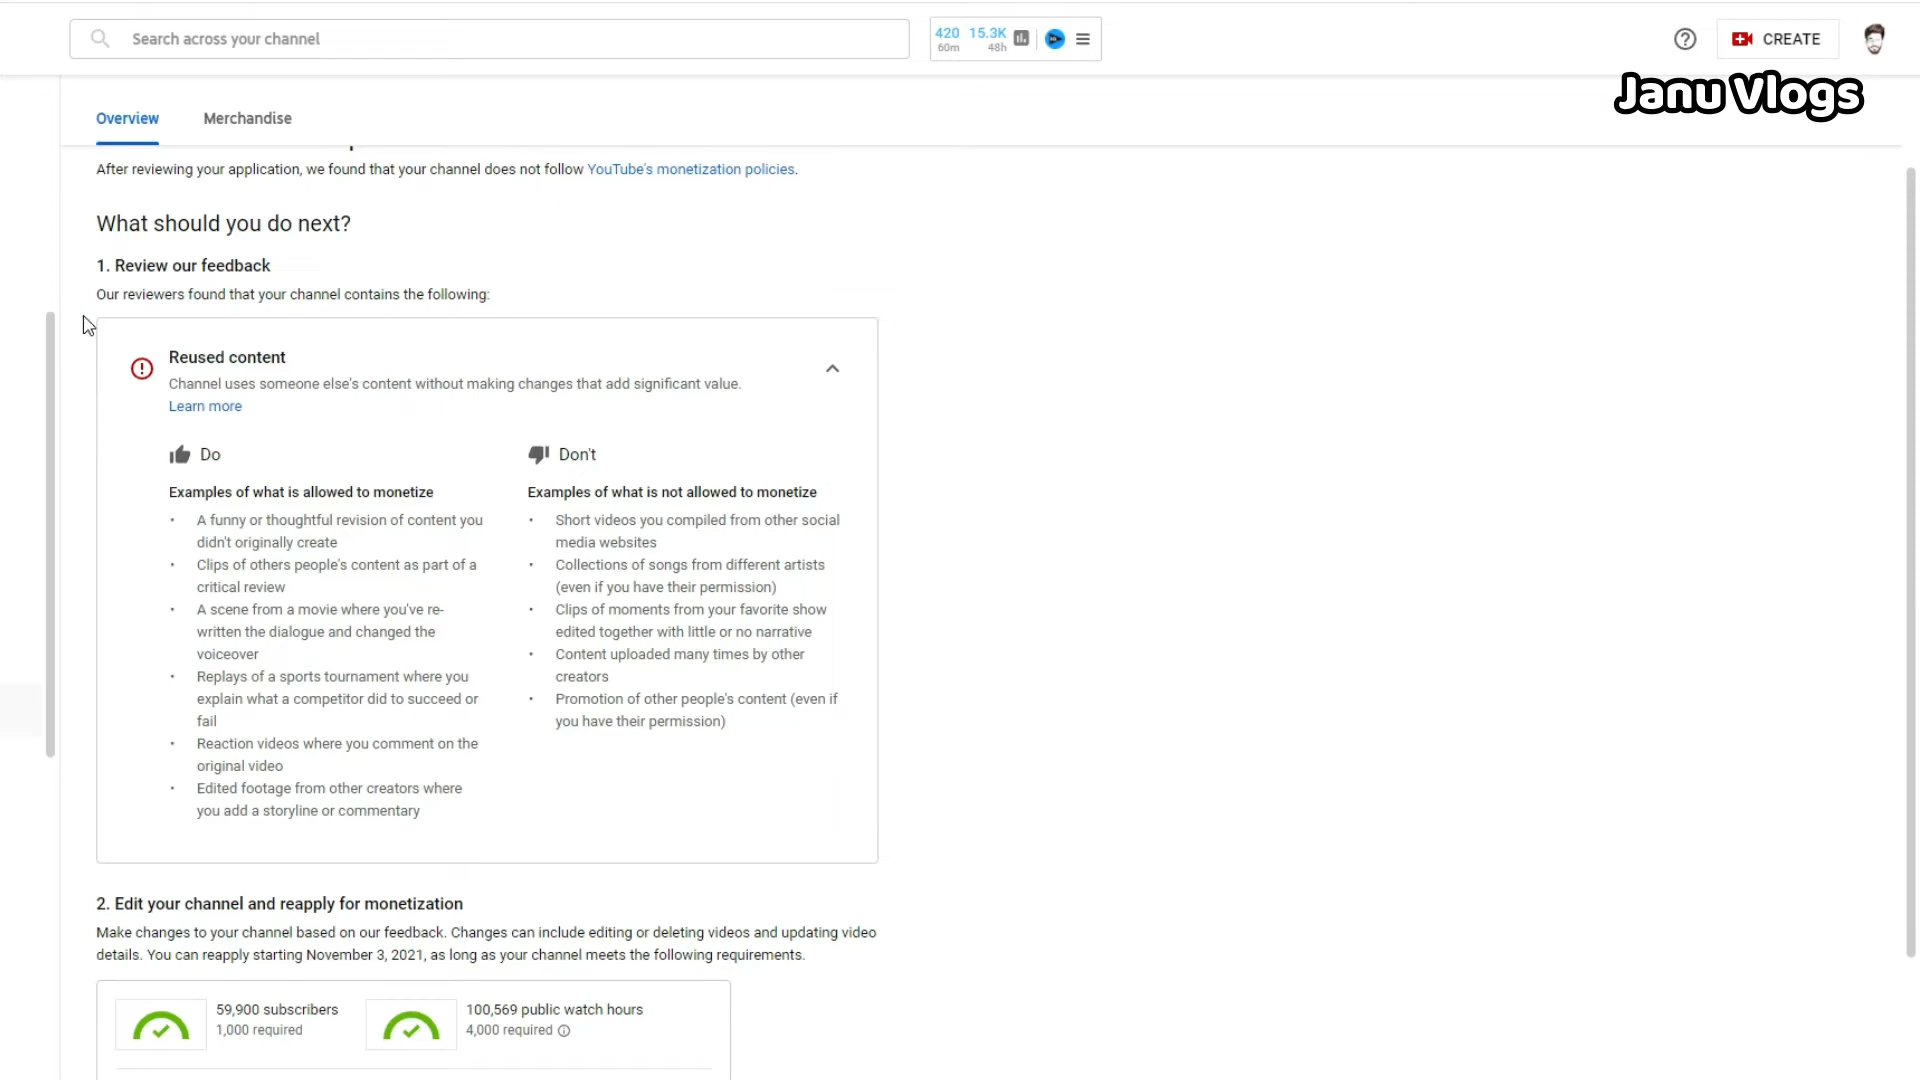 Search across your channel
420 15.3K
60m 48h
CREATE
Janu Vlogs
Overview Merchandise
After reviewing your application, we found that your channel does not follow YouTube's monetization policies.
What should you do next?
1. Review our feedback
Our reviewers found that your channel contains the following:
Reused content
Channel uses someone else's content without making changes that add significant value.
Learn more
Do
Examples of what is allowed to monetize
• A funny or thoughtful revision of content you
didn't originally create
• Clips of others people's content as part of a
critical review
• A scene from a movie where you've re-
written the dialogue and changed the
voiceover
• Replays of a sports tournament where you
explain what a competitor did to succeed or
fail
• Reaction videos where you comment on the
original video
• Edited footage from other creators where
you add a storyline or commentary
Don't
Examples of what is not allowed to monetize
• Short videos you compiled from other social
media websites
• Collections of songs from different artists
(even if you have their permission)
• Clips of moments from your favorite show
edited together with little or no narrative
• Content uploaded many times by other
creators
• Promotion of other people's content (even if
you have their permission)
2. Edit your channel and reapply for monetization
Make changes to your channel based on our feedback. Changes can include editing or deleting videos and updating video
details. You can reapply starting November 3, 2021, as long as your channel meets the following requirements.
59,900 subscribers
1,000 required
100,569 public watch hours
4,000 required